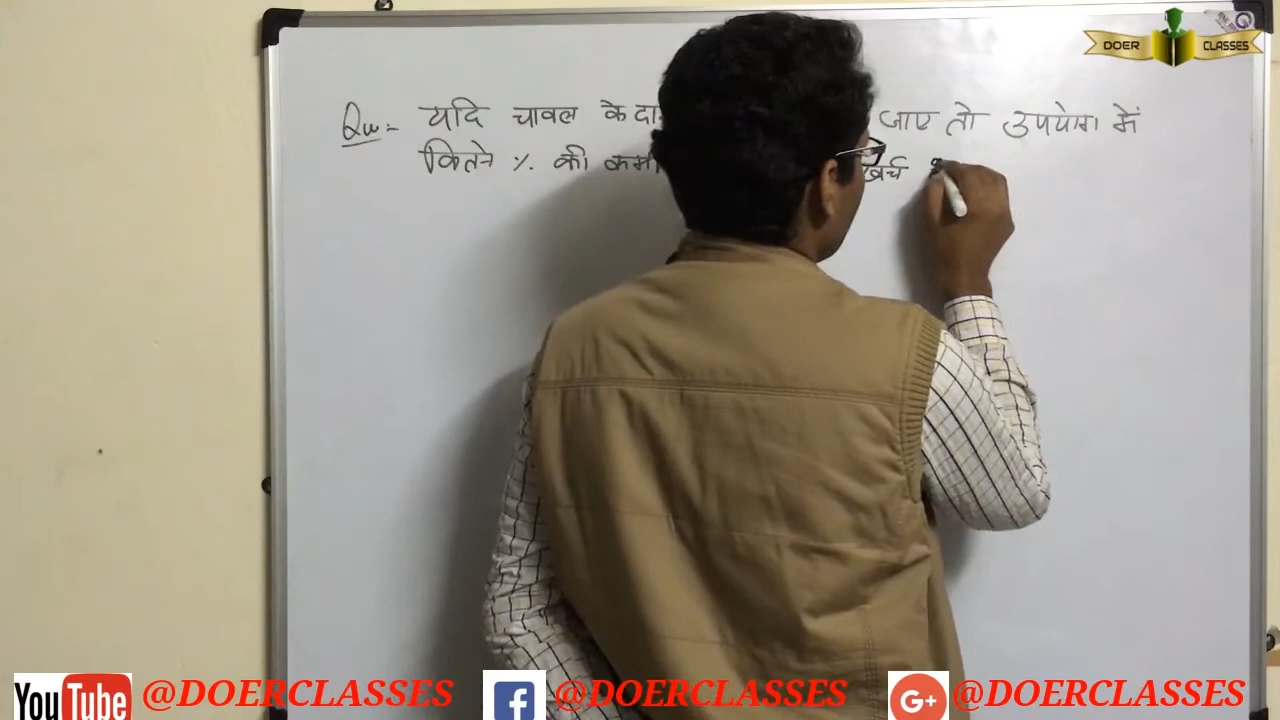 DOER CLASSES
Qu:- यदि चावल के दा जाए तो उपयोग में
कितने % की कमी खर्च
YouTube @DOERCLASSES f @DOERCLASSES G+ @DOERCLASSES